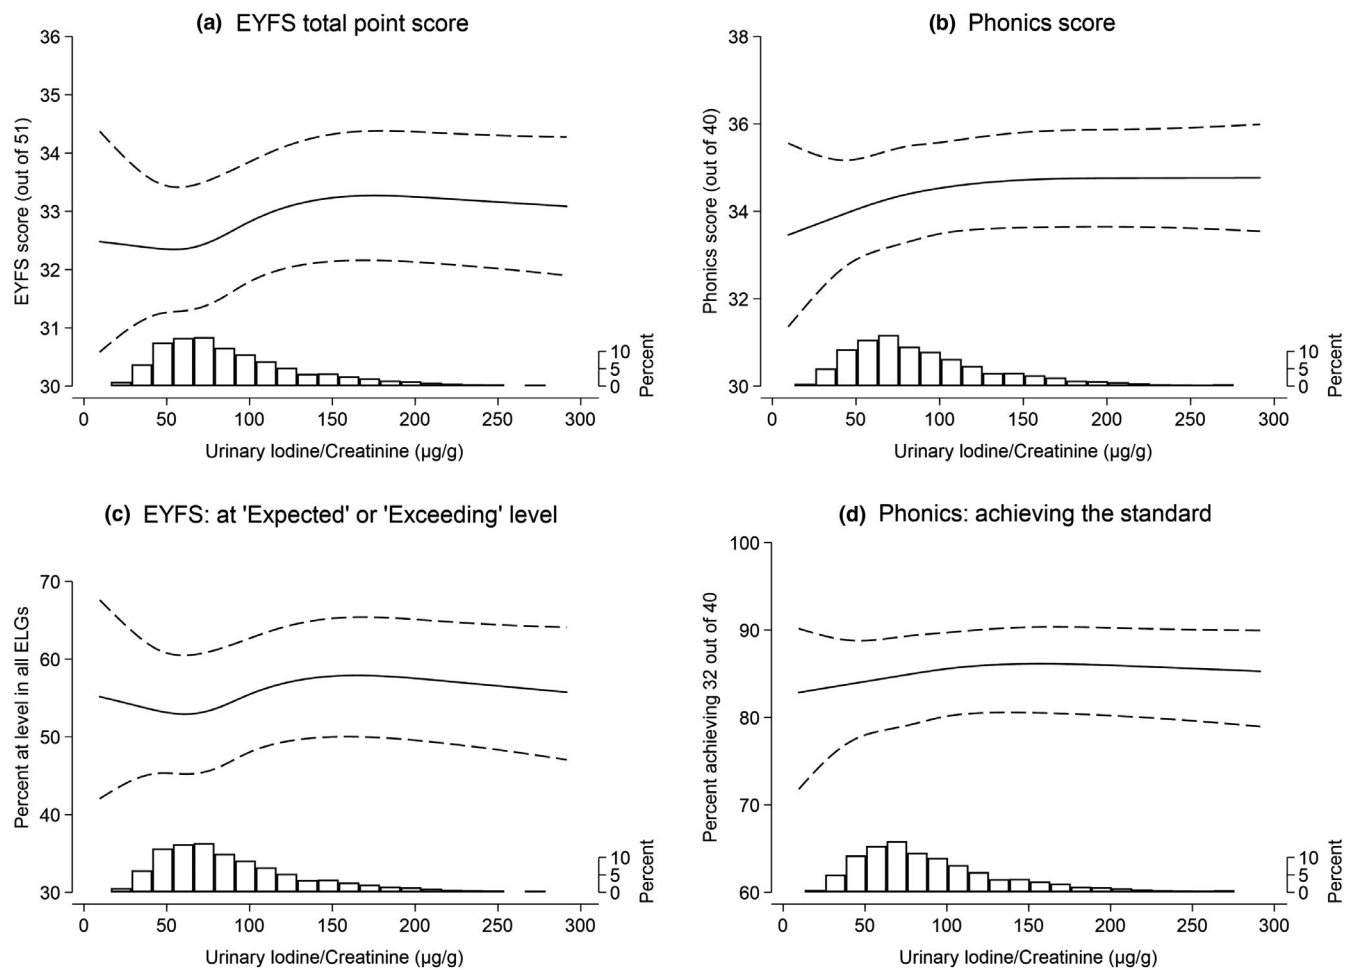 (a) EYFS total point score
36
35
34
33
32
31
30
EYFS score (out of 51)
10
5
0
Percent
0 50 100 150 200 250 300
Urinary Iodine/Creatinine (µg/g)
(b) Phonics score
38
36
34
32
30
Phonics score (out of 40)
10
5
0
Percent
0 50 100 150 200 250 300
Urinary Iodine/Creatinine (µg/g)
(c) EYFS: at 'Expected' or 'Exceeding' level
70
60
50
40
30
Percent at level in all ELGs
10
5
0
Percent
0 50 100 150 200 250 300
Urinary Iodine/Creatinine (µg/g)
(d) Phonics: achieving the standard
100
90
80
70
60
Percent achieving 32 out of 40
10
5
0
Percent
0 50 100 150 200 250 300
Urinary Iodine/Creatinine (µg/g)